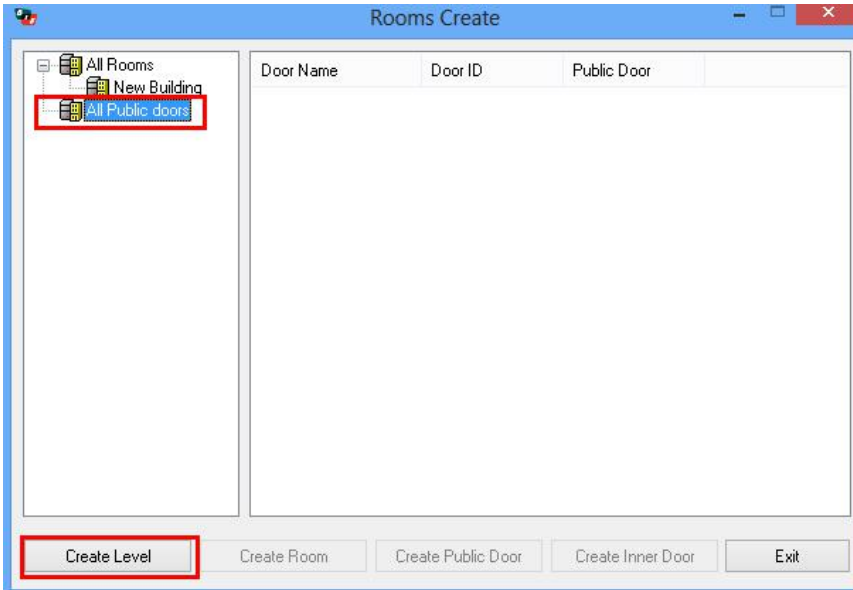 Rooms Create
All Rooms
New Building
All Public doors
Door Name Door ID Public Door
Create Level Create Room Create Public Door Create Inner Door Exit